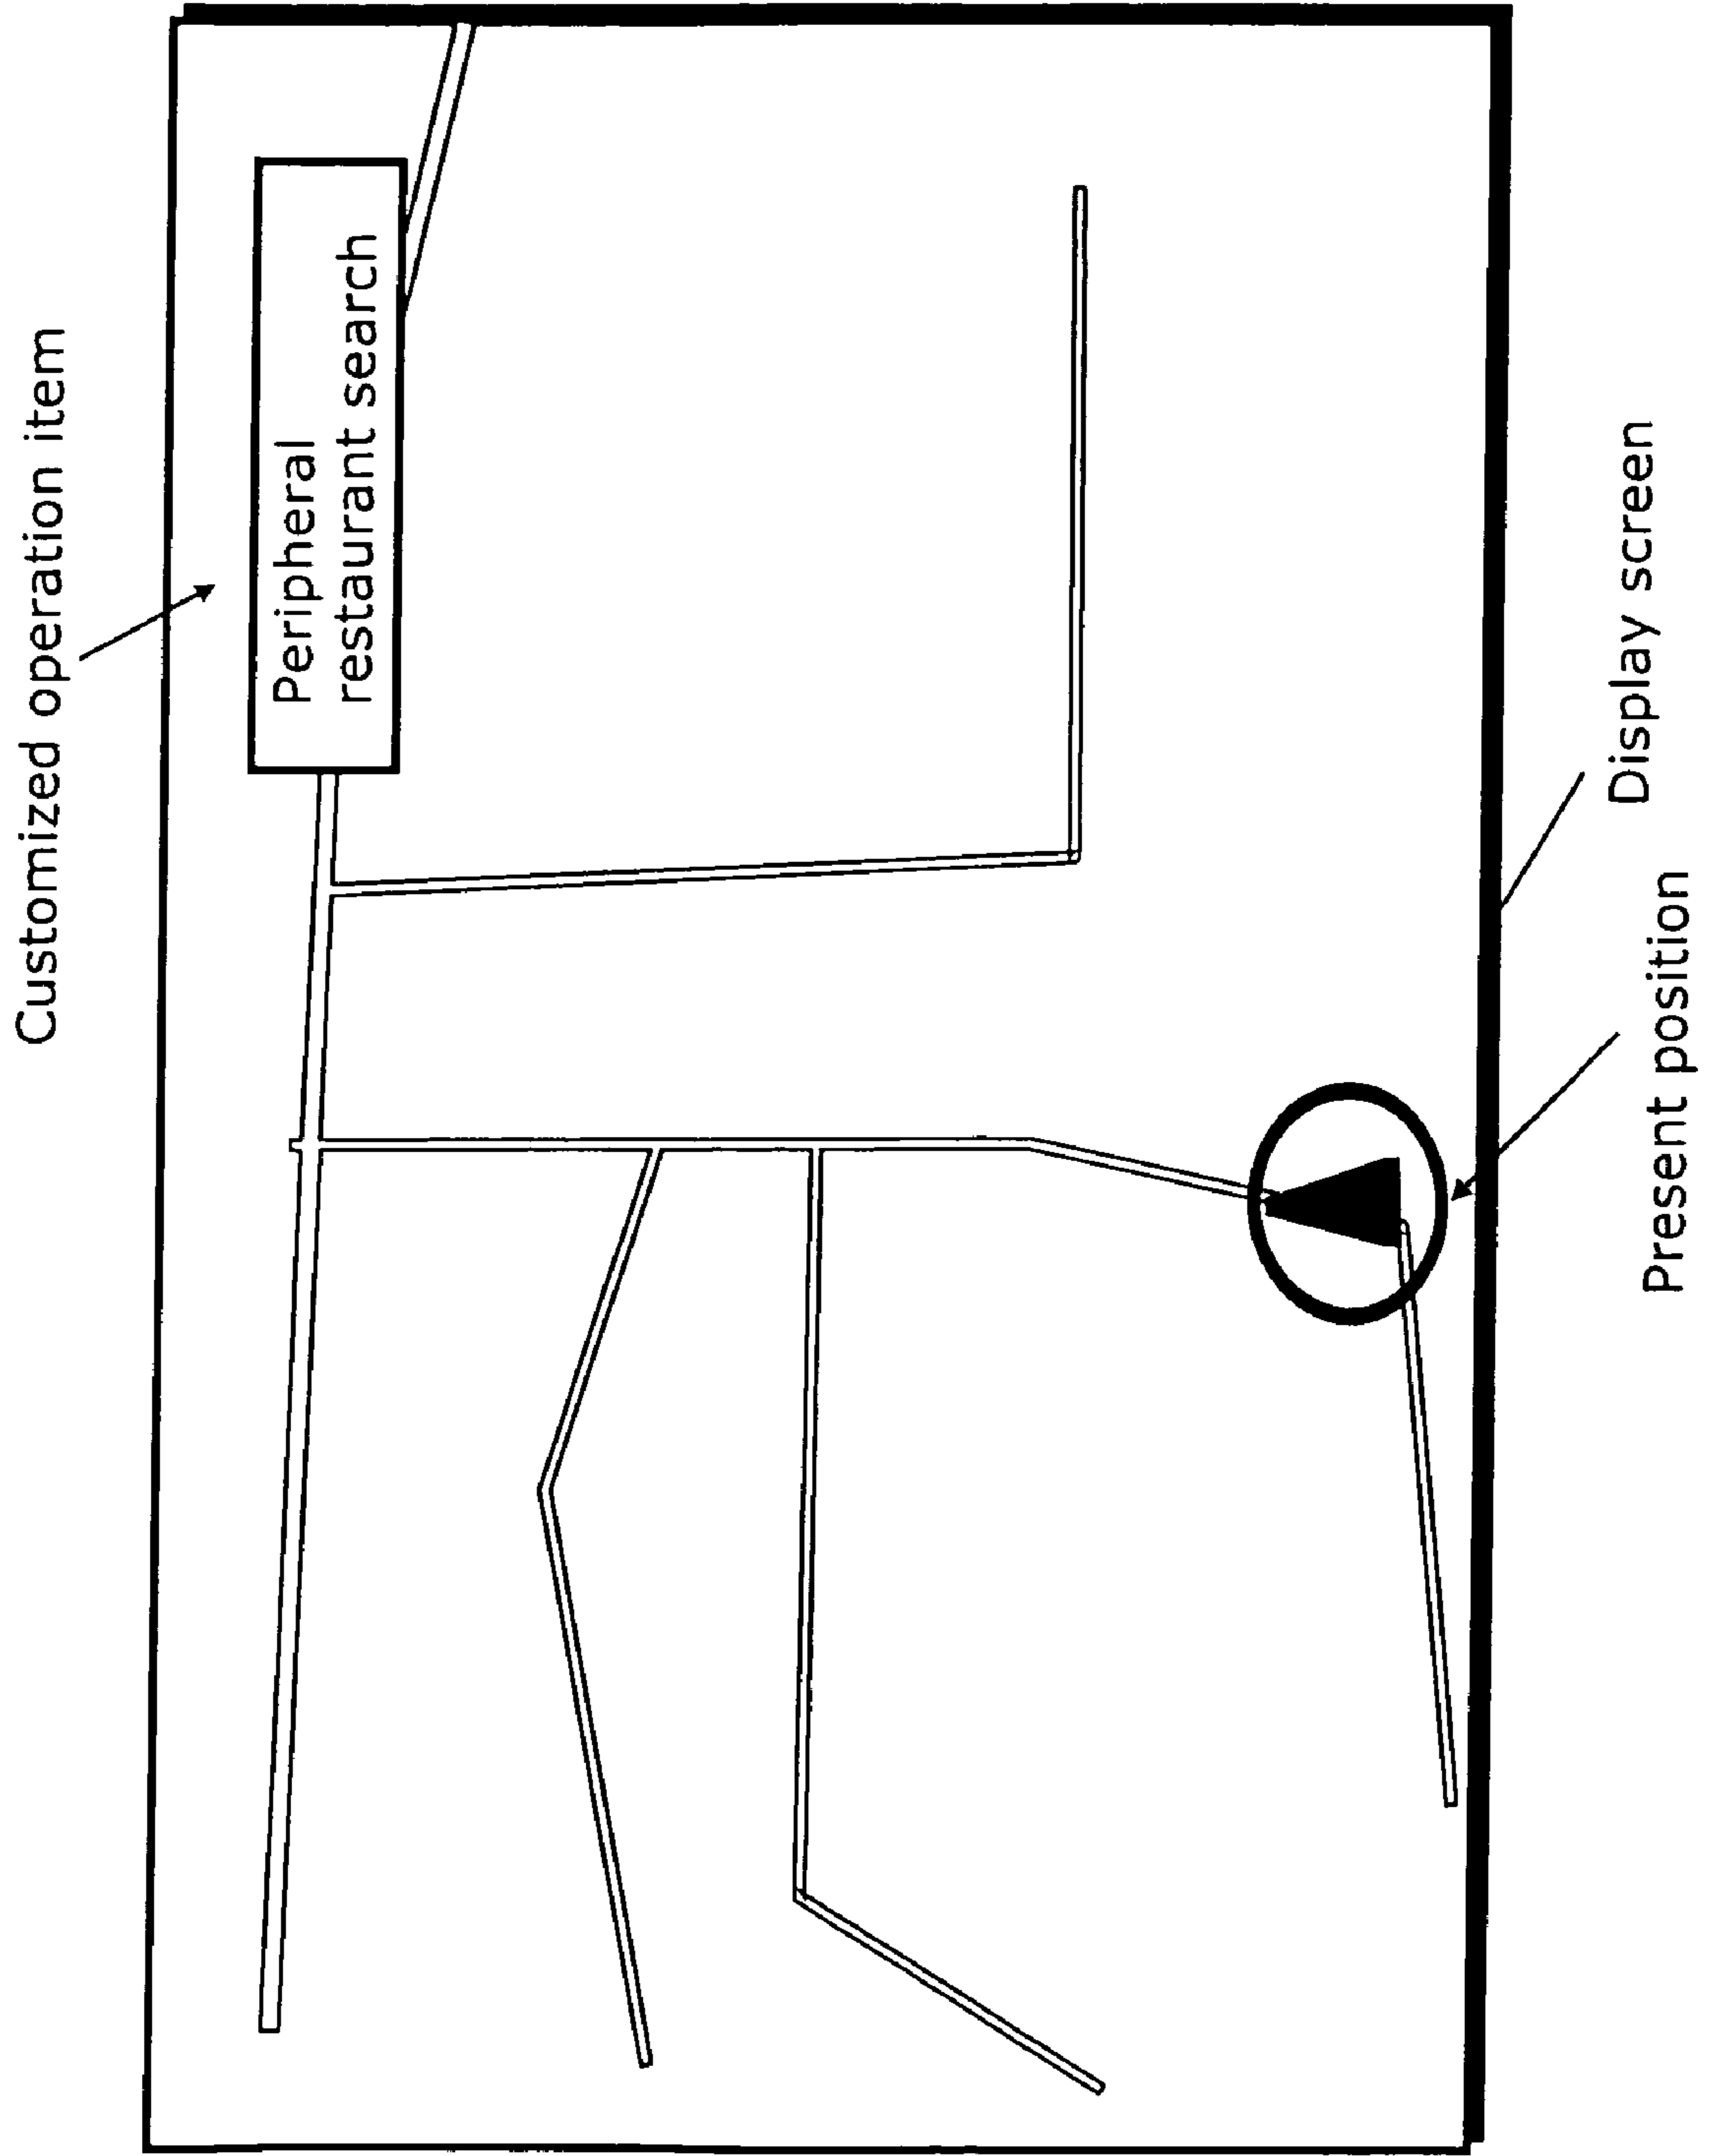 Customized operation item
Peripheral
restaurant search
Display screen
Present position